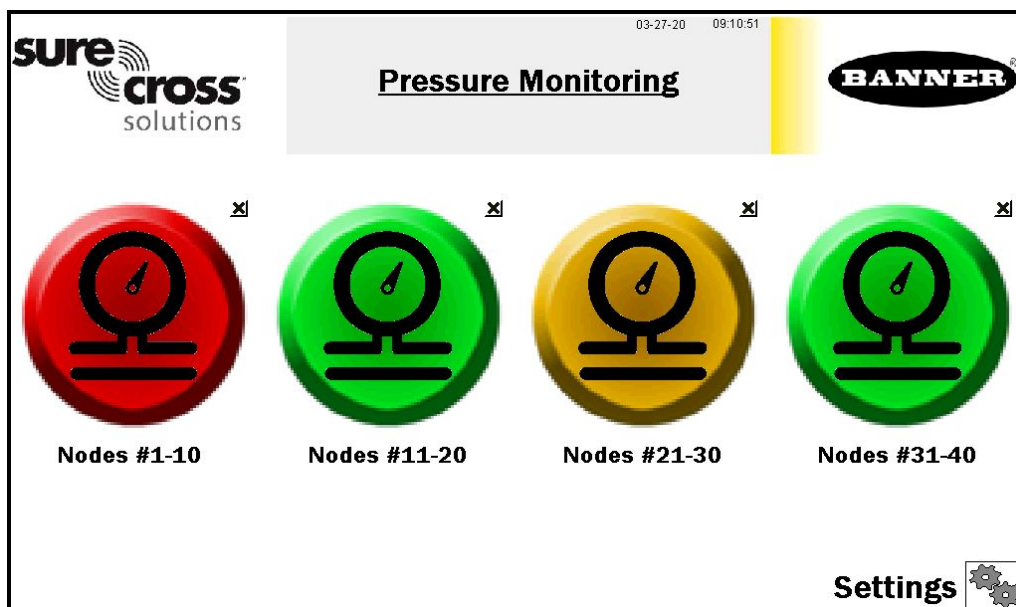 03-27-20 09:10:51
sure
cross
solutions
Pressure Monitoring
BANNER®
Nodes #1-10
Nodes #11-20
Nodes #21-30
Nodes #31-40
Settings